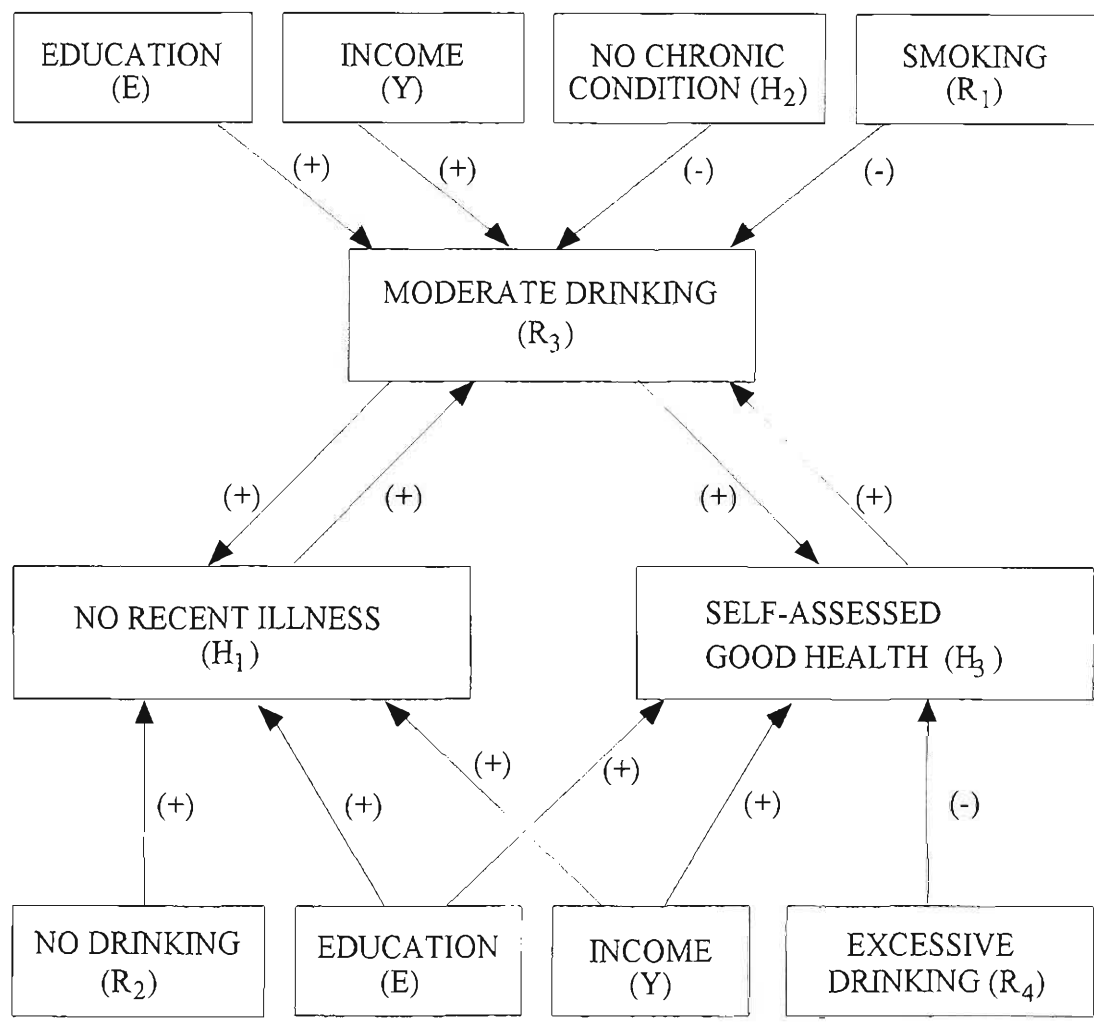 EDUCATION
(E)
INCOME
(Y)
NO CHRONIC
CONDITION (H2)
SMOKING
(R1)
(+)
(+)
(-)
(-)
MODERATE DRINKING
(R3)
(+)
(+)
(+)
(+)
NO RECENT ILLNESS
(H1)
SELF-ASSESSED
GOOD HEALTH (H3)
(+)
(+)
(+)
(+)
(+)
(-)
NO DRINKING
(R2)
EDUCATION
(E)
INCOME
(Y)
EXCESSIVE
DRINKING (R4)